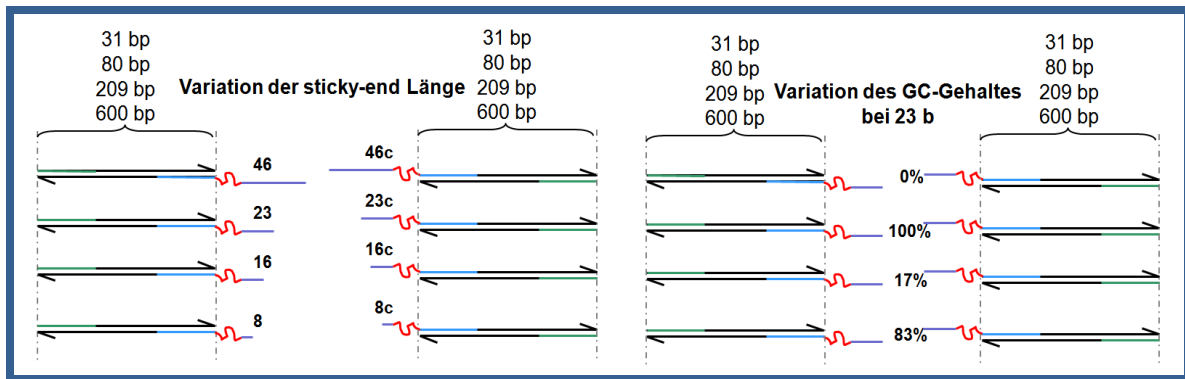 31 bp
80 bp
209 bp
600 bp
Variation der sticky-end Länge
31 bp
80 bp
209 bp
600 bp
46
23
16
8
46c
23c
16c
8c
31 bp
80 bp
209 bp
600 bp
Variation des GC-Gehaltes
bei 23 b
31 bp
80 bp
209 bp
600 bp
0%
100%
17%
83%